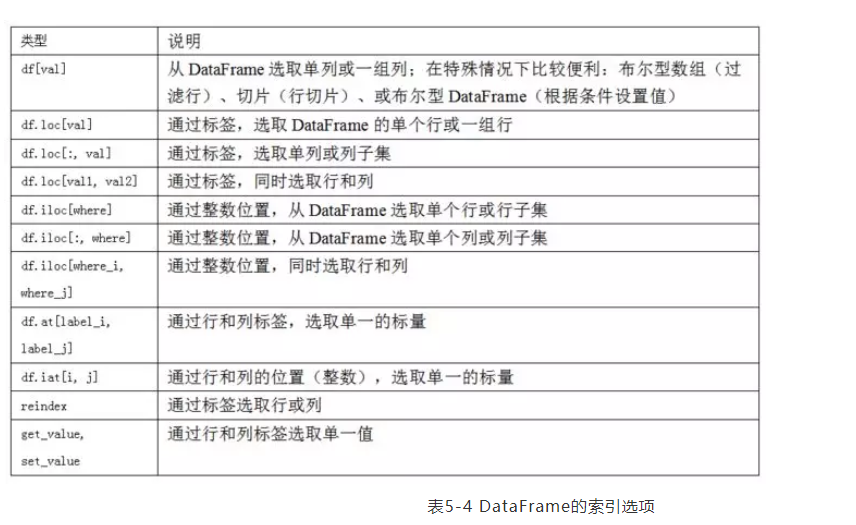 类型 说明
df[val] 从 DataFrame 选取单列或一组列；在特殊情况下比较便利：布尔型数组（过
滤行）、切片（行切片）、或布尔型 DataFrame（根据条件设置值）
df.loc[val] 通过标签，选取 DataFrame 的单个行或一组行
df.loc[:, val] 通过标签，选取单列或列子集
df.loc[val1, val2] 通过标签，同时选取行和列
df.iloc[where] 通过整数位置，从 DataFrame 选取单个行或行子集
df.iloc[:, where] 通过整数位置，从 DataFrame 选取单个列或列子集
df.iloc[where_i, 通过整数位置，同时选取行和列
where_j]
df.at[label_i, 通过行和列标签，选取单一的标量
label_j]
df.iat[i, j] 通过行和列的位置（整数），选取单一的标量
reindex 通过标签选取行或列
get_value, 通过行和列标签选取单一值
set_value
表5-4 DataFrame的索引选项